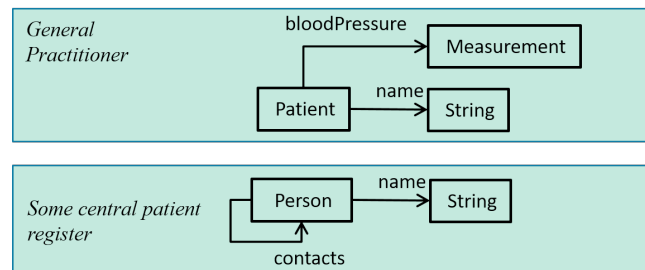 General
Practitioner
bloodPressure
Measurement
name
Patient
String
Some central patient
register
name
Person
String
contacts